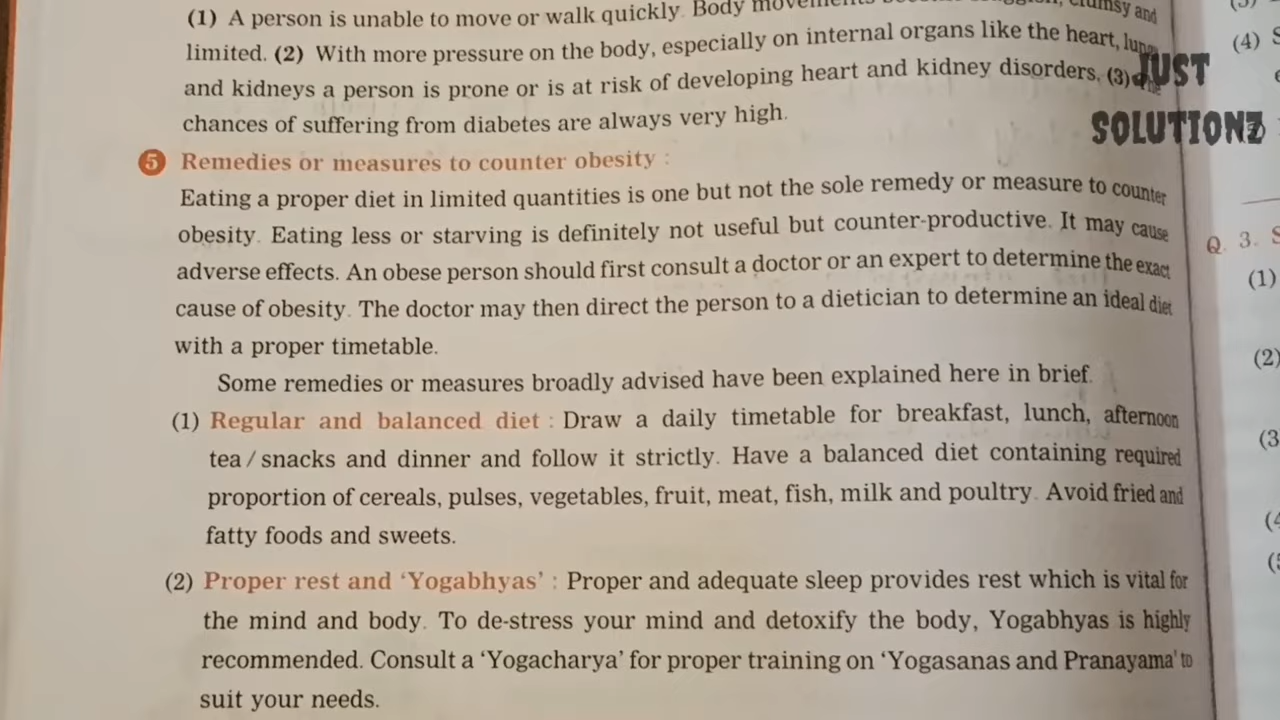 (1) A person is unable to move or walk quickly. Body clumsy and
limited. (2) With more pressure on the body, especially on internal organs like the heart, lungs
and kidneys a person is prone or is at risk of developing heart and kidney disorders. (3) The
chances of suffering from diabetes are always very high.
JUST
SOLUTIONZ
5 Remedies or measures to counter obesity :
Eating a proper diet in limited quantities is one but not the sole remedy or measure to counter
obesity. Eating less or starving is definitely not useful but counter-productive. It may cause
adverse effects. An obese person should first consult a doctor or an expert to determine the exact
cause of obesity. The doctor may then direct the person to a dietician to determine an ideal diet
with a proper timetable.
Some remedies or measures broadly advised have been explained here in brief.
(1) Regular and balanced diet : Draw a daily timetable for breakfast, lunch, afternoon
tea / snacks and dinner and follow it strictly. Have a balanced diet containing required
proportion of cereals, pulses, vegetables, fruit, meat, fish, milk and poultry. Avoid fried and
fatty foods and sweets.
(2) Proper rest and ‘Yogabhyas’ : Proper and adequate sleep provides rest which is vital for
the mind and body. To de-stress your mind and detoxify the body, Yogabhyas is highly
recommended. Consult a ‘Yogacharya’ for proper training on ‘Yogasanas and Pranayama’ to
suit your needs.
(4) S
Q. 3. S
(1)
(2)
(3
(4